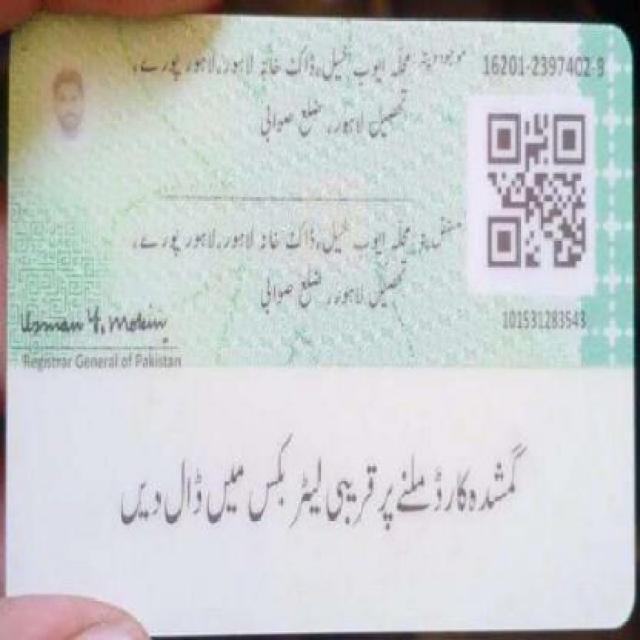 موجودہ پتہ: محلہ ایوب خیل، ڈاک خانہ لاہور، لاہور پورے،
تحصیل لاہور، ضلع صوابی
16201-2397402-9
مستقل پتہ: محلہ ایوب خیل، ڈاک خانہ لاہور، لاہور پورے،
تحصیل لاہور، ضلع صوابی
101531283543
Usman Y. Mobin
Registrar General of Pakistan
گمشدہ کارڈ ملنے پر قریبی لیٹر بکس میں ڈال دیں